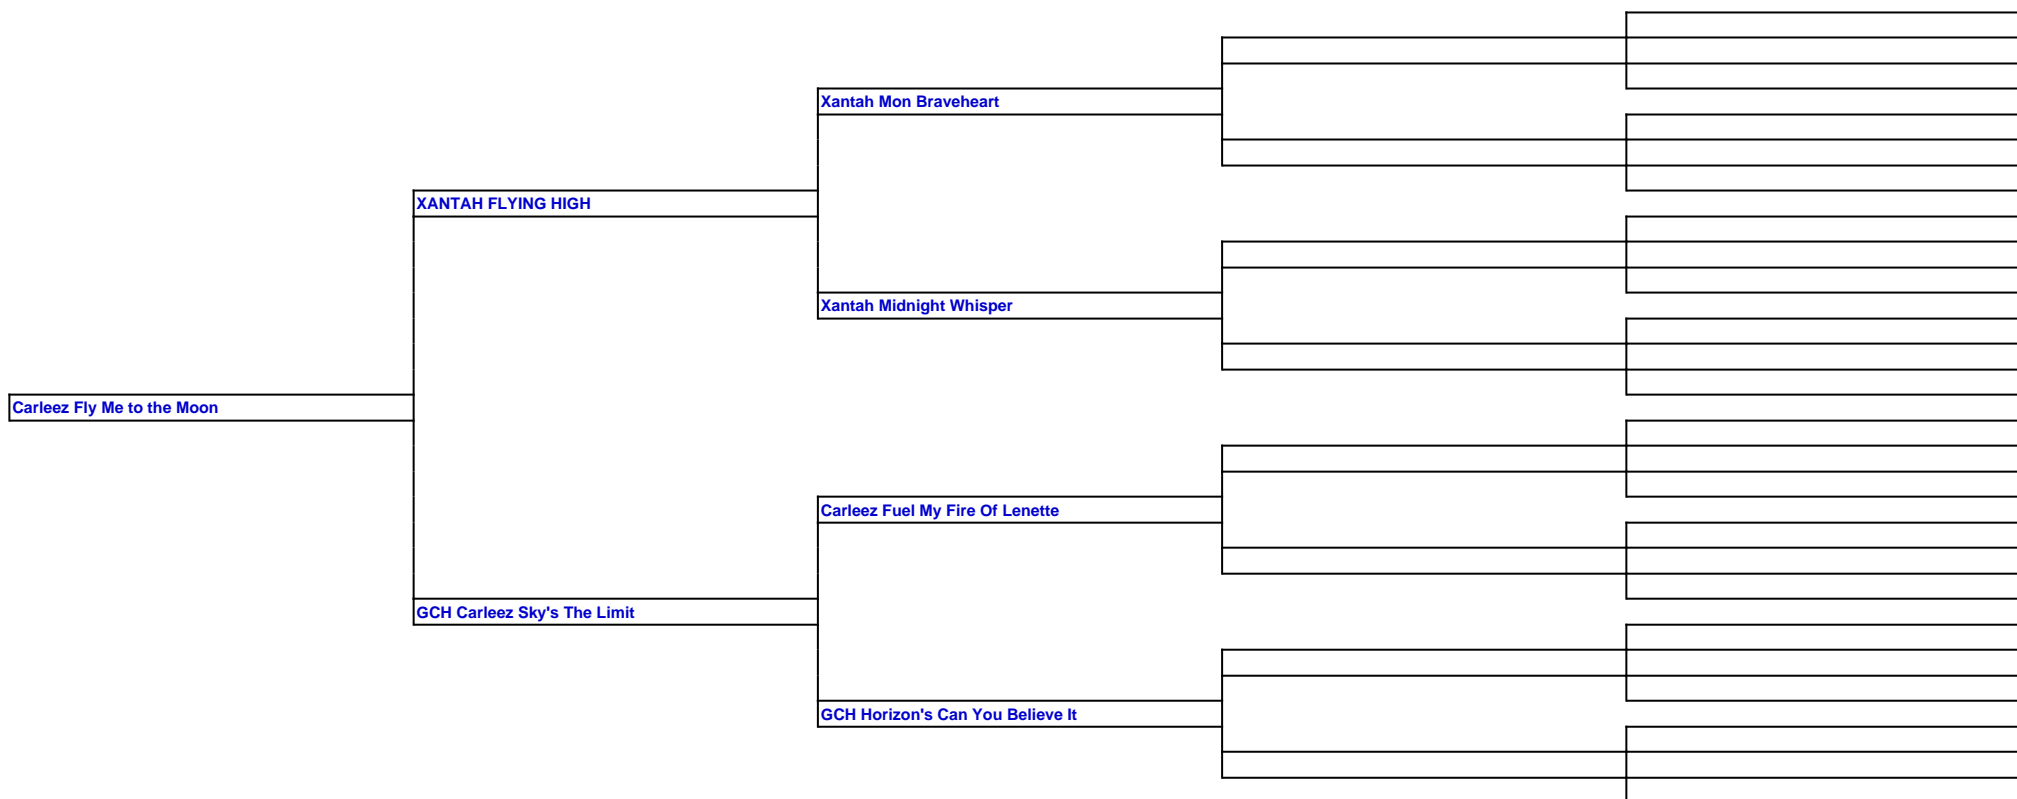 Xantah Mon Braveheart
XANTAH FLYING HIGH
Xantah Midnight Whisper
Carleez Fly Me to the Moon
Carleez Fuel My Fire Of Lenette
GCH Carleez Sky's The Limit
GCH Horizon's Can You Believe It